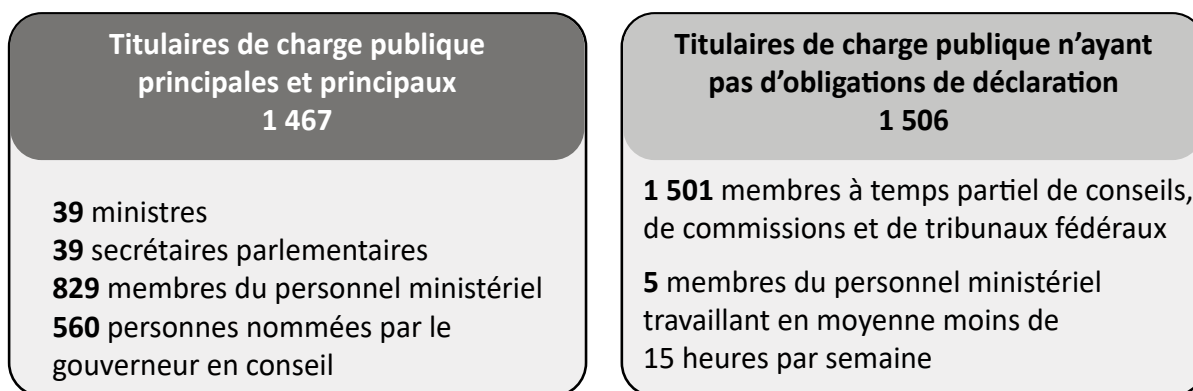 Titulaires de charge publique
principales et principaux
1 467
39 ministres
39 secrétaires parlementaires
829 membres du personnel ministériel
560 personnes nommées par le
gouverneur en conseil
Titulaires de charge publique n’ayant
pas d’obligations de déclaration
1 506
1 501 membres à temps partiel de conseils,
de commissions et de tribunaux fédéraux
5 membres du personnel ministériel
travaillant en moyenne moins de
15 heures par semaine